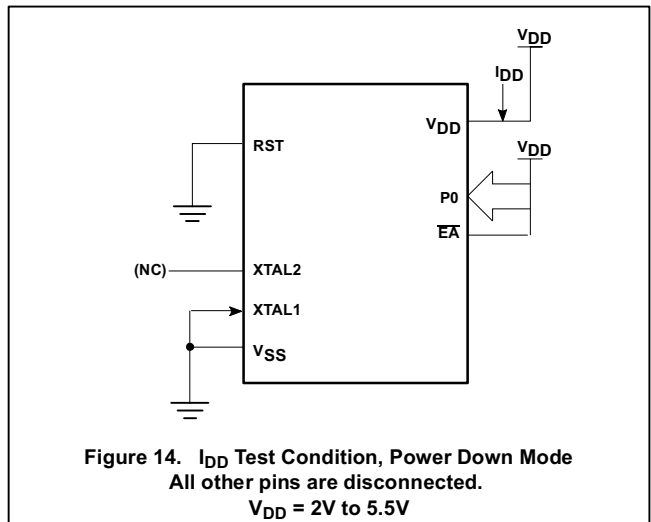 VDD
IDD
VDD
RST
VDD
P0
EA
(NC)
XTAL2
XTAL1
VSS
Figure 14. IDD Test Condition, Power Down Mode
All other pins are disconnected.
VDD = 2V to 5.5V